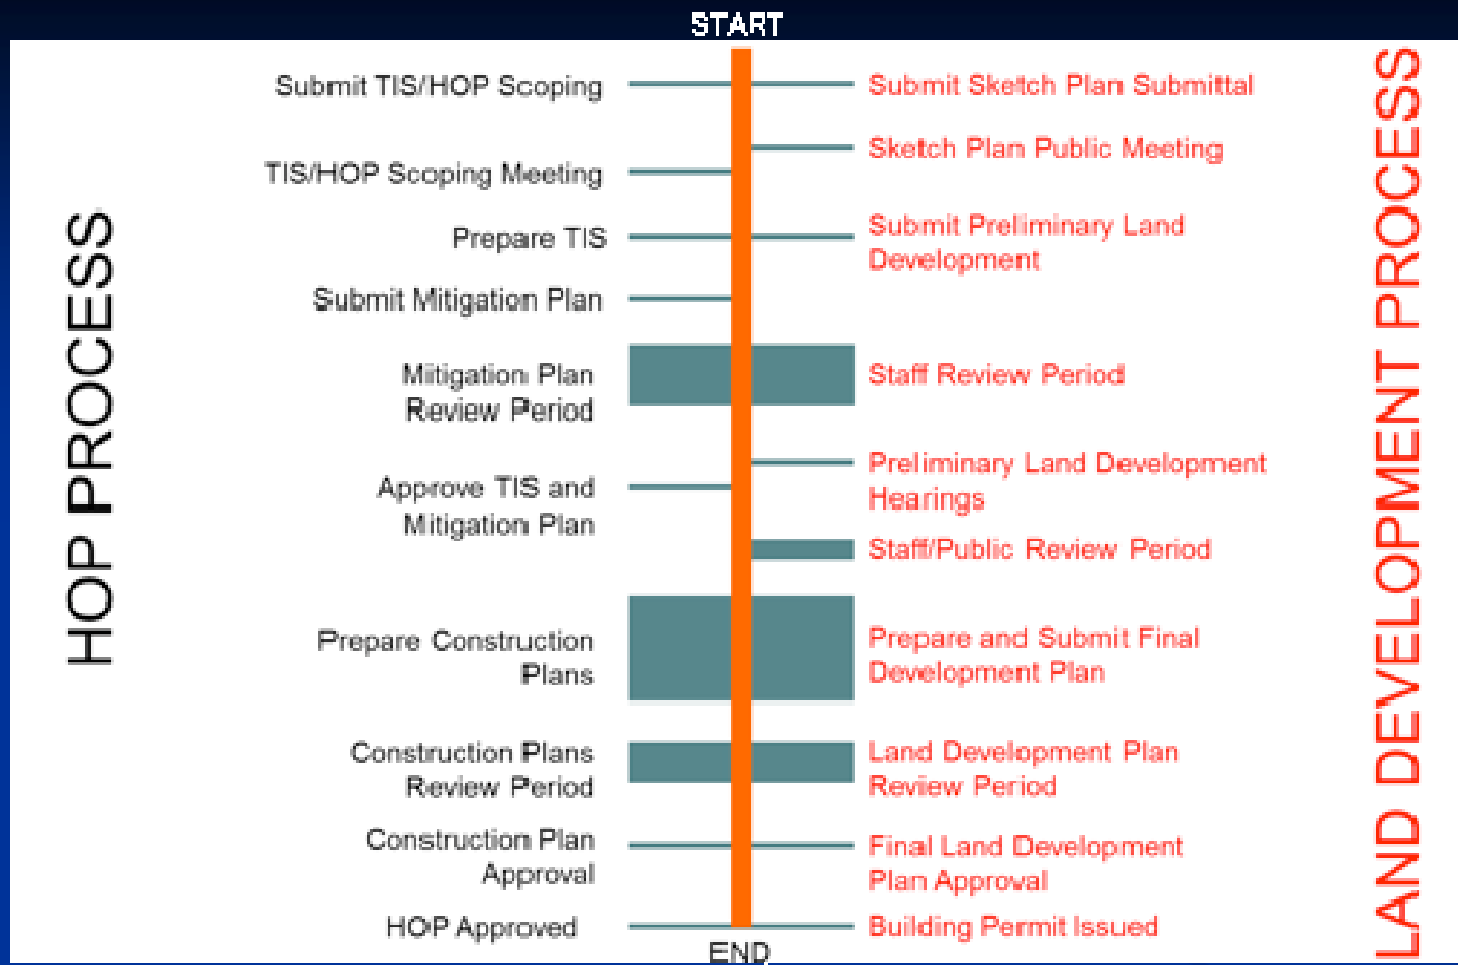 START
HOP PROCESS
Submit TIS/HOP Scoping
TIS/HOP Scoping Meeting
Prepare TIS
Submit Mitigation Plan
Mitigation Plan
Review Period
Approve TIS and
Mitigation Plan
Prepare Construction
Plans
Construction Plans
Review Period
Construction Plan
Approval
HOP Approved
Submit Sketch Plan Submittal
Sketch Plan Public Meeting
Submit Preliminary Land
Development
Staff Review Period
Preliminary Land Development
Hearings
Staff/Public Review Period
Prepare and Submit Final
Development Plan
Land Development Plan
Review Period
Final Land Development
Plan Approval
Building Permit Issued
LAND DEVELOPMENT PROCESS
END